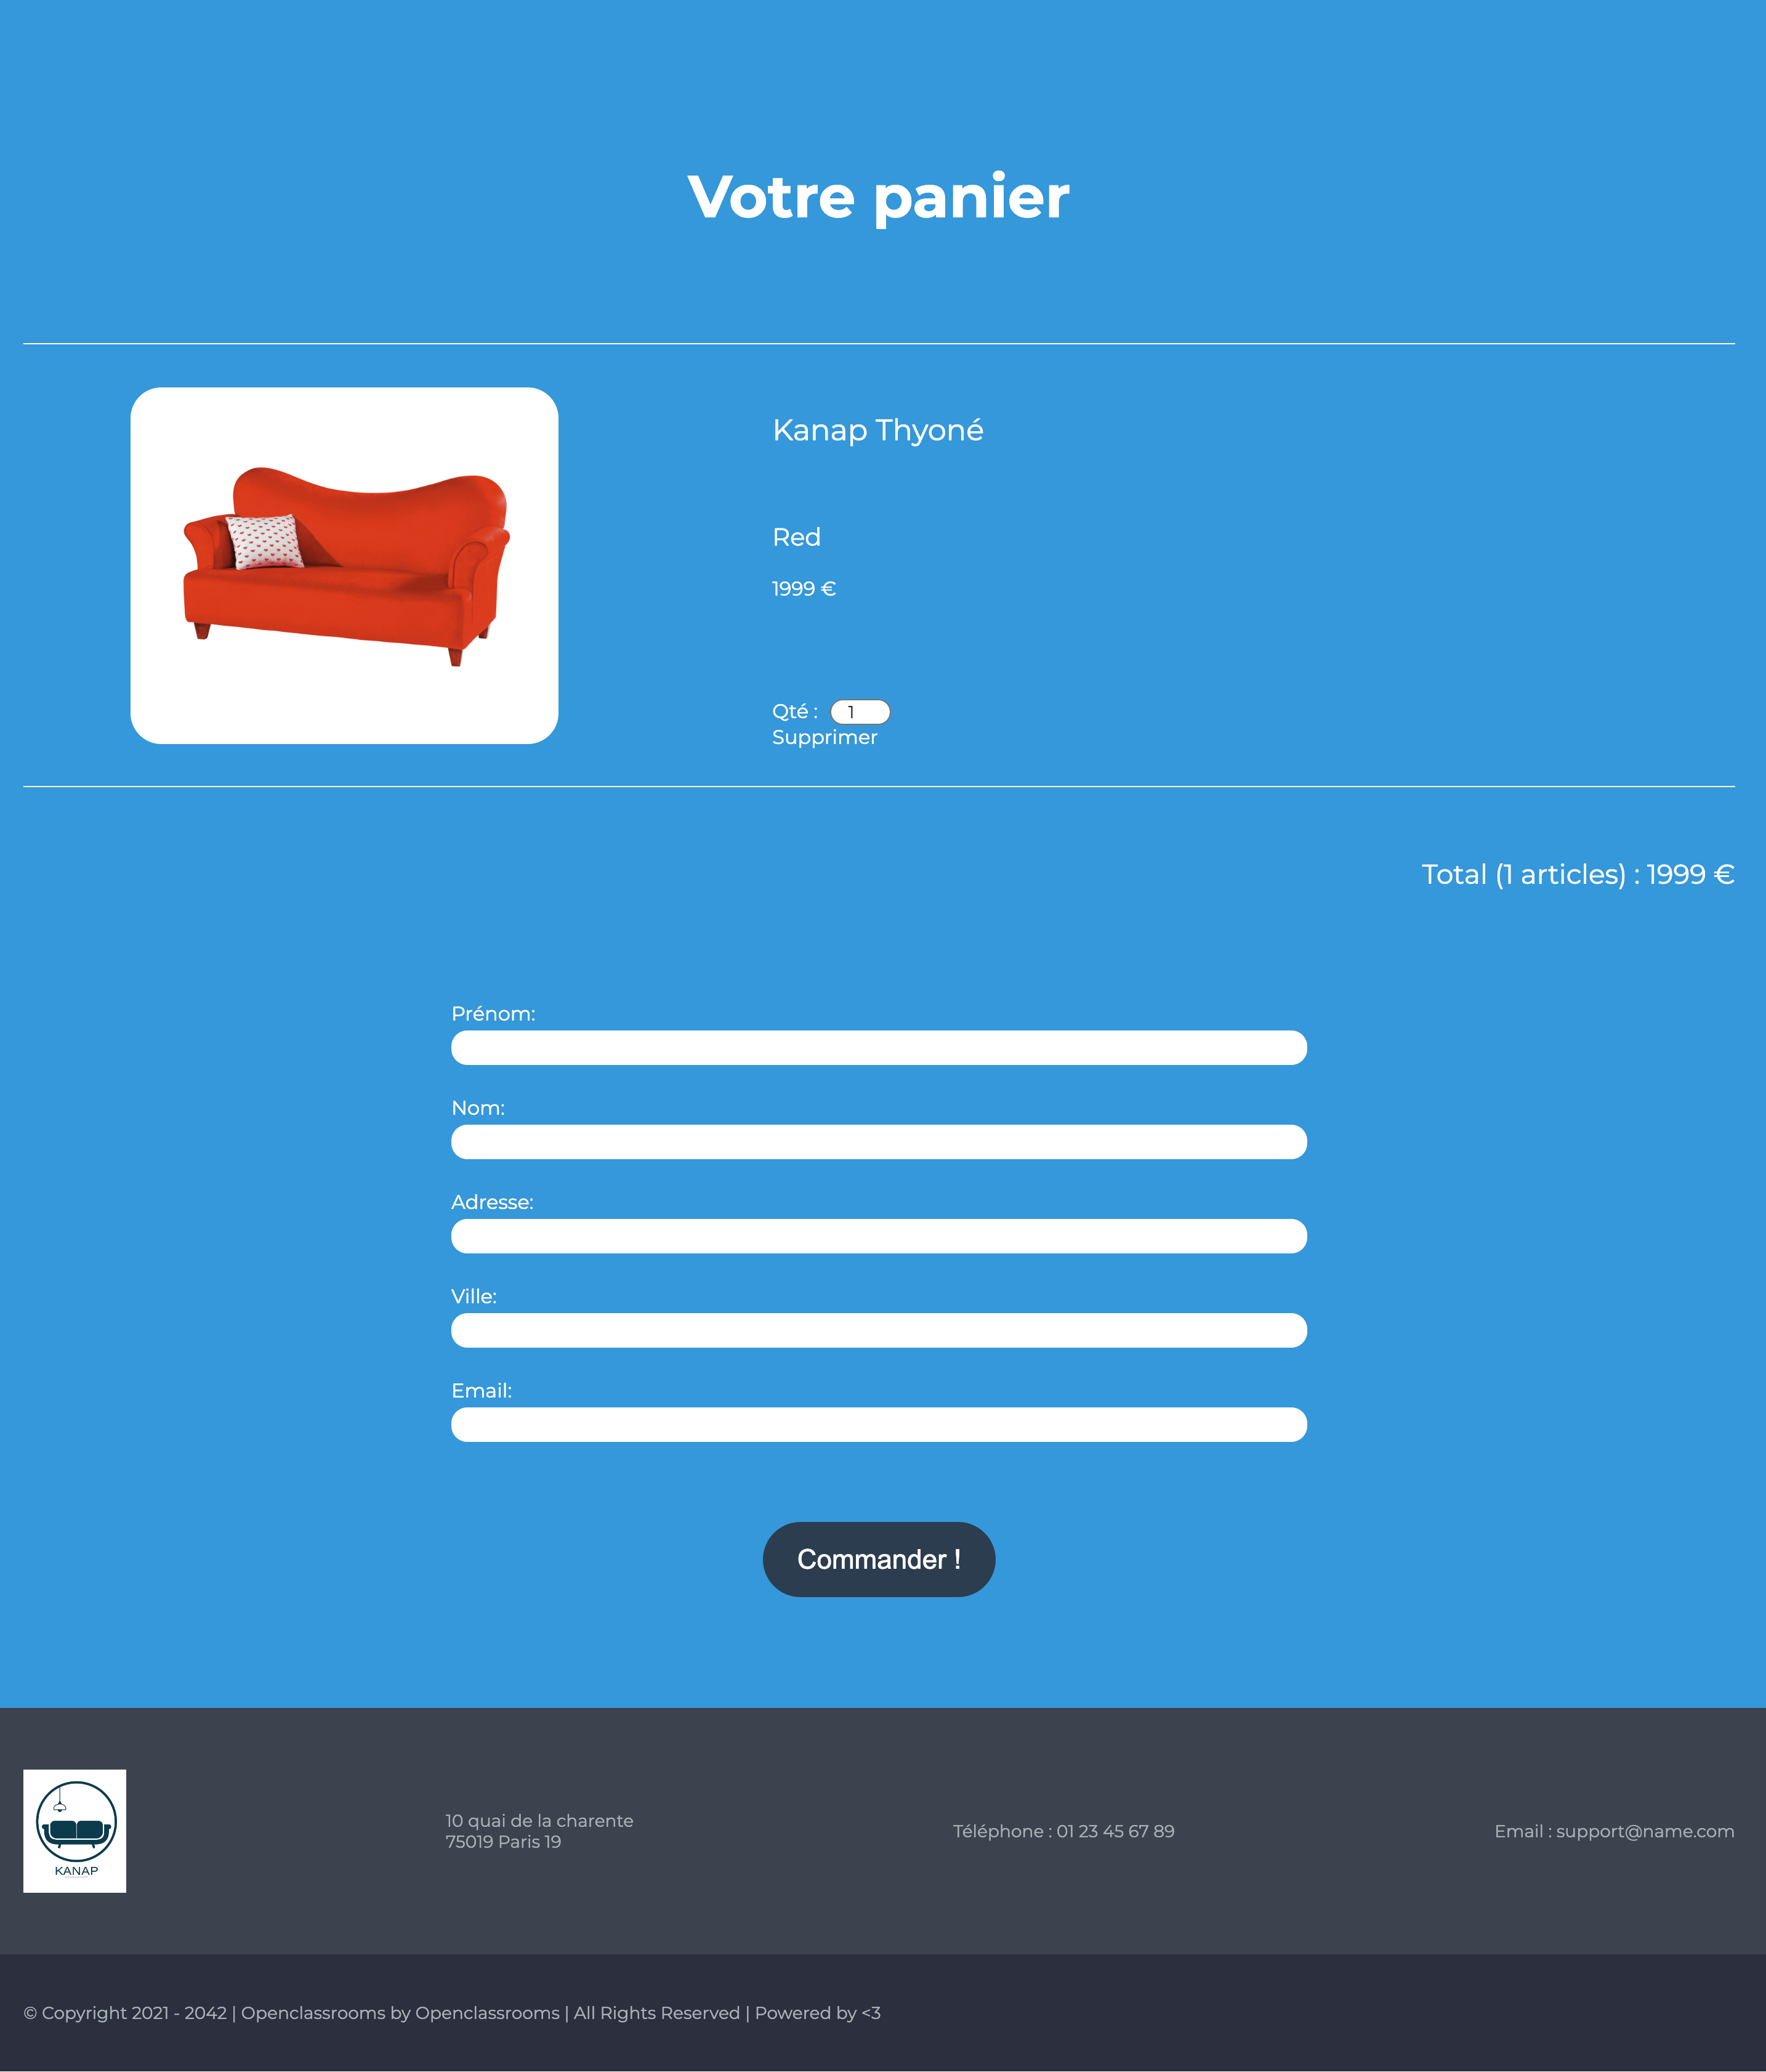 Votre panier
Kanap Thyoné
Red
1999 €
Qté : 1
Supprimer
Total (1 articles) : 1999 €
Prénom:
Nom:
Adresse:
Ville:
Email:
Commander !
KANAP
10 quai de la charente
75019 Paris 19
Téléphone : 01 23 45 67 89
Email : support@name.com
© Copyright 2021 - 2042 | Openclassrooms by Openclassrooms | All Rights Reserved | Powered by <3